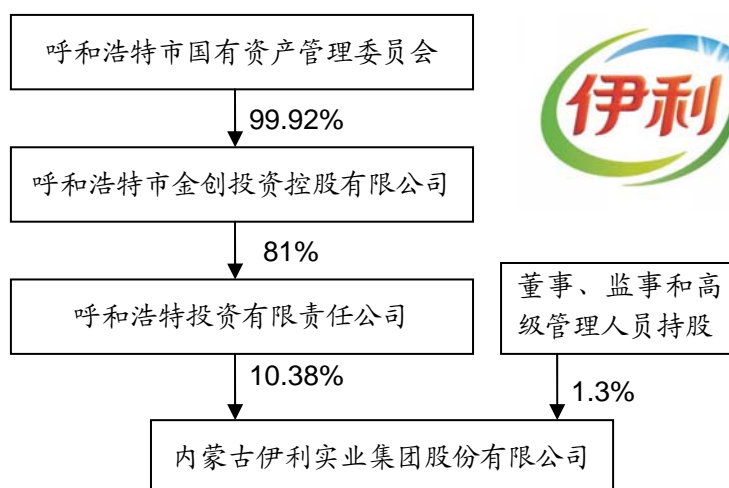 呼和浩特市国有资产管理委员会
伊利
99.92%
呼和浩特市金创投资控股有限公司
81%
董事、监事和高
级管理人员持股
呼和浩特投资有限责任公司
10.38%
1.3%
内蒙古伊利实业集团股份有限公司